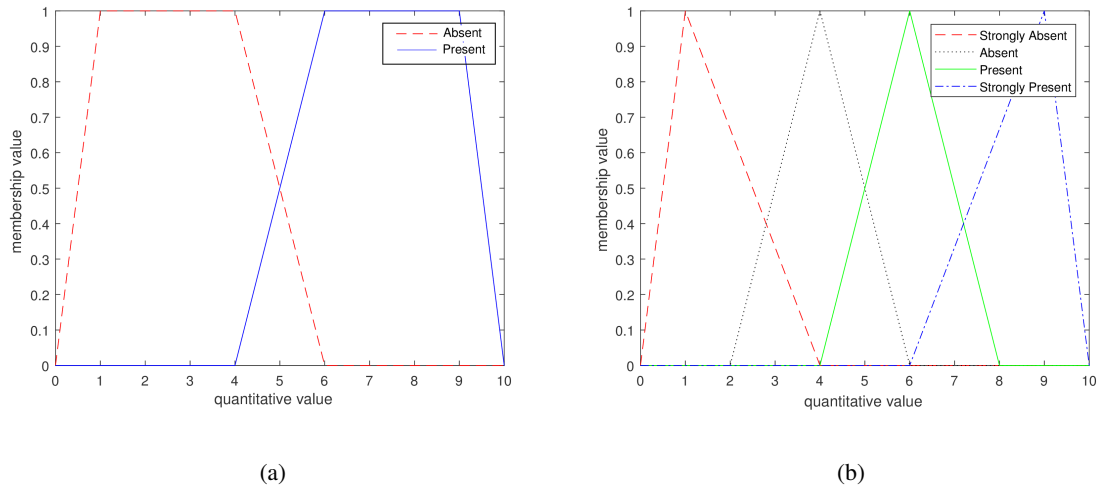 1
0.9
0.8
0.7
0.6
0.5
0.4
0.3
0.2
0.1
0
membership value
0 1 2 3 4 5 6 7 8 9 10
quantitative value
Absent
Present
(a)
1
0.9
0.8
0.7
0.6
0.5
0.4
0.3
0.2
0.1
0
membership value
0 1 2 3 4 5 6 7 8 9 10
quantitative value
Strongly Absent
Absent
Present
Strongly Present
(b)